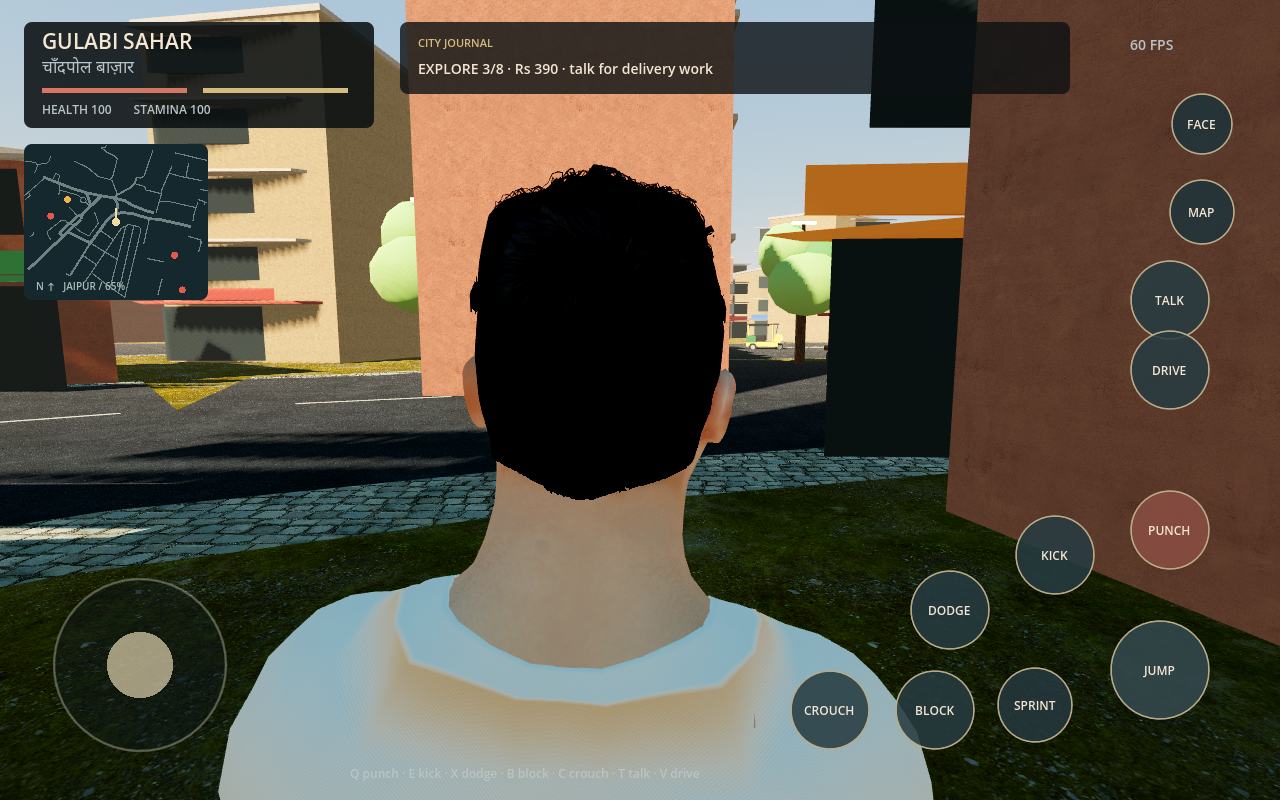 GULABI SAHAR
चाँदपोल बाज़ार
HEALTH 100 STAMINA 100
CITY JOURNAL
EXPLORE 3/8 · Rs 390 · talk for delivery work
60 FPS
N ↑ JAIPUR / 65%
FACE
MAP
TALK
DRIVE
PUNCH
KICK
DODGE
JUMP
CROUCH
BLOCK
SPRINT
Q punch · E kick · X dodge · B block · C crouch · T talk · V drive